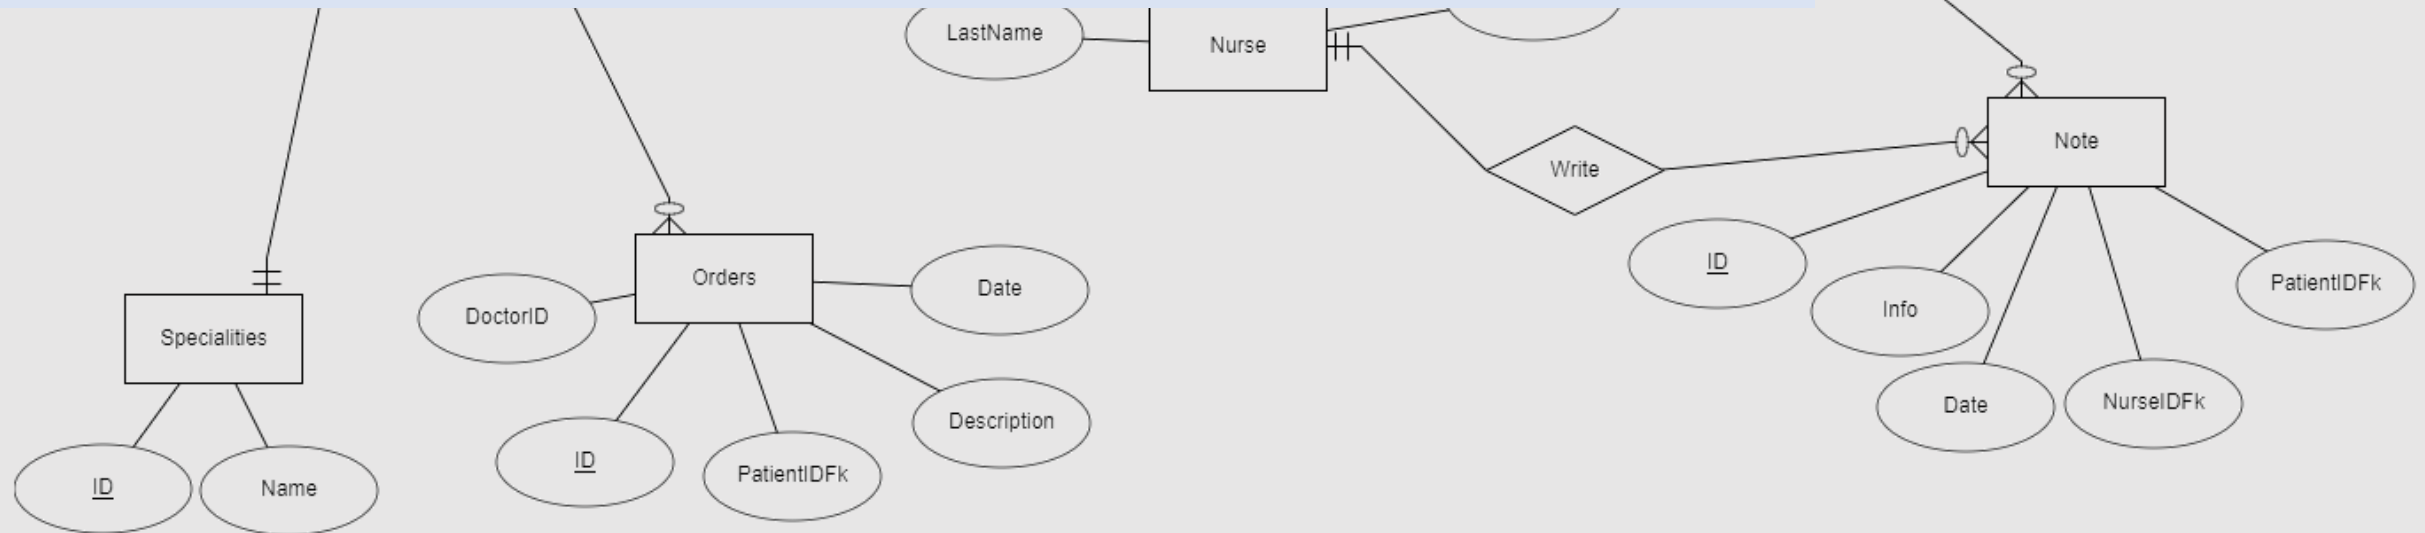 LastName
Nurse
Write
Note
ID
Info
Date
NurseIDFk
PatientIDFk
Orders
DoctorID
Date
ID
PatientIDFk
Description
Specialities
ID
Name